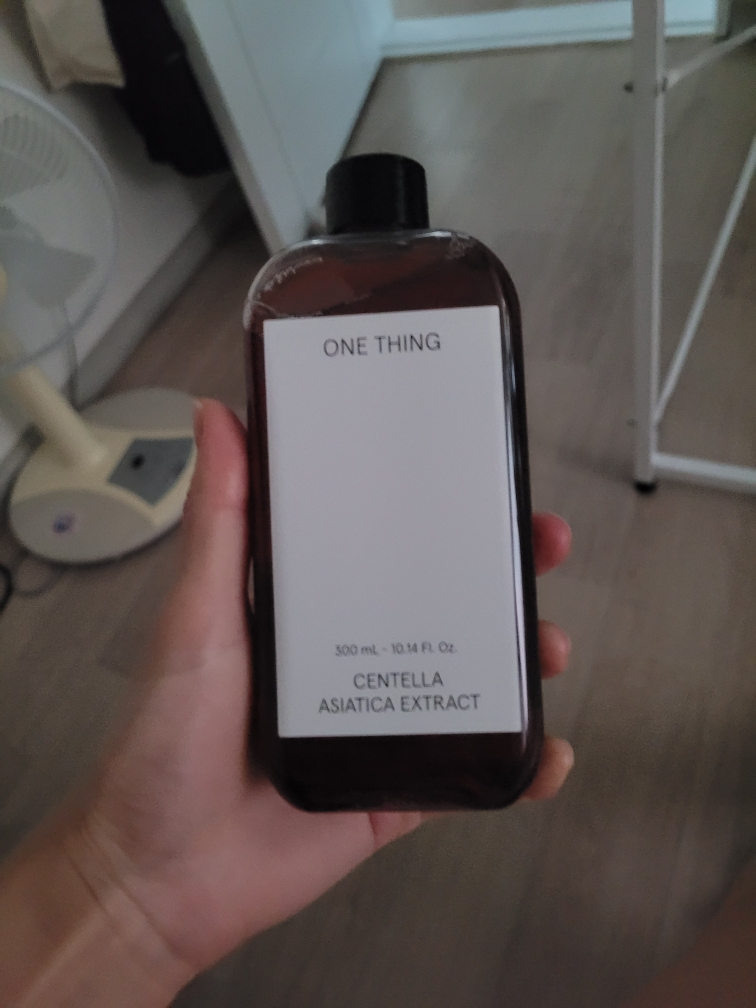 ONE THING
300 mL - 10.14 Fl. Oz.
CENTELLA
ASIATICA EXTRACT